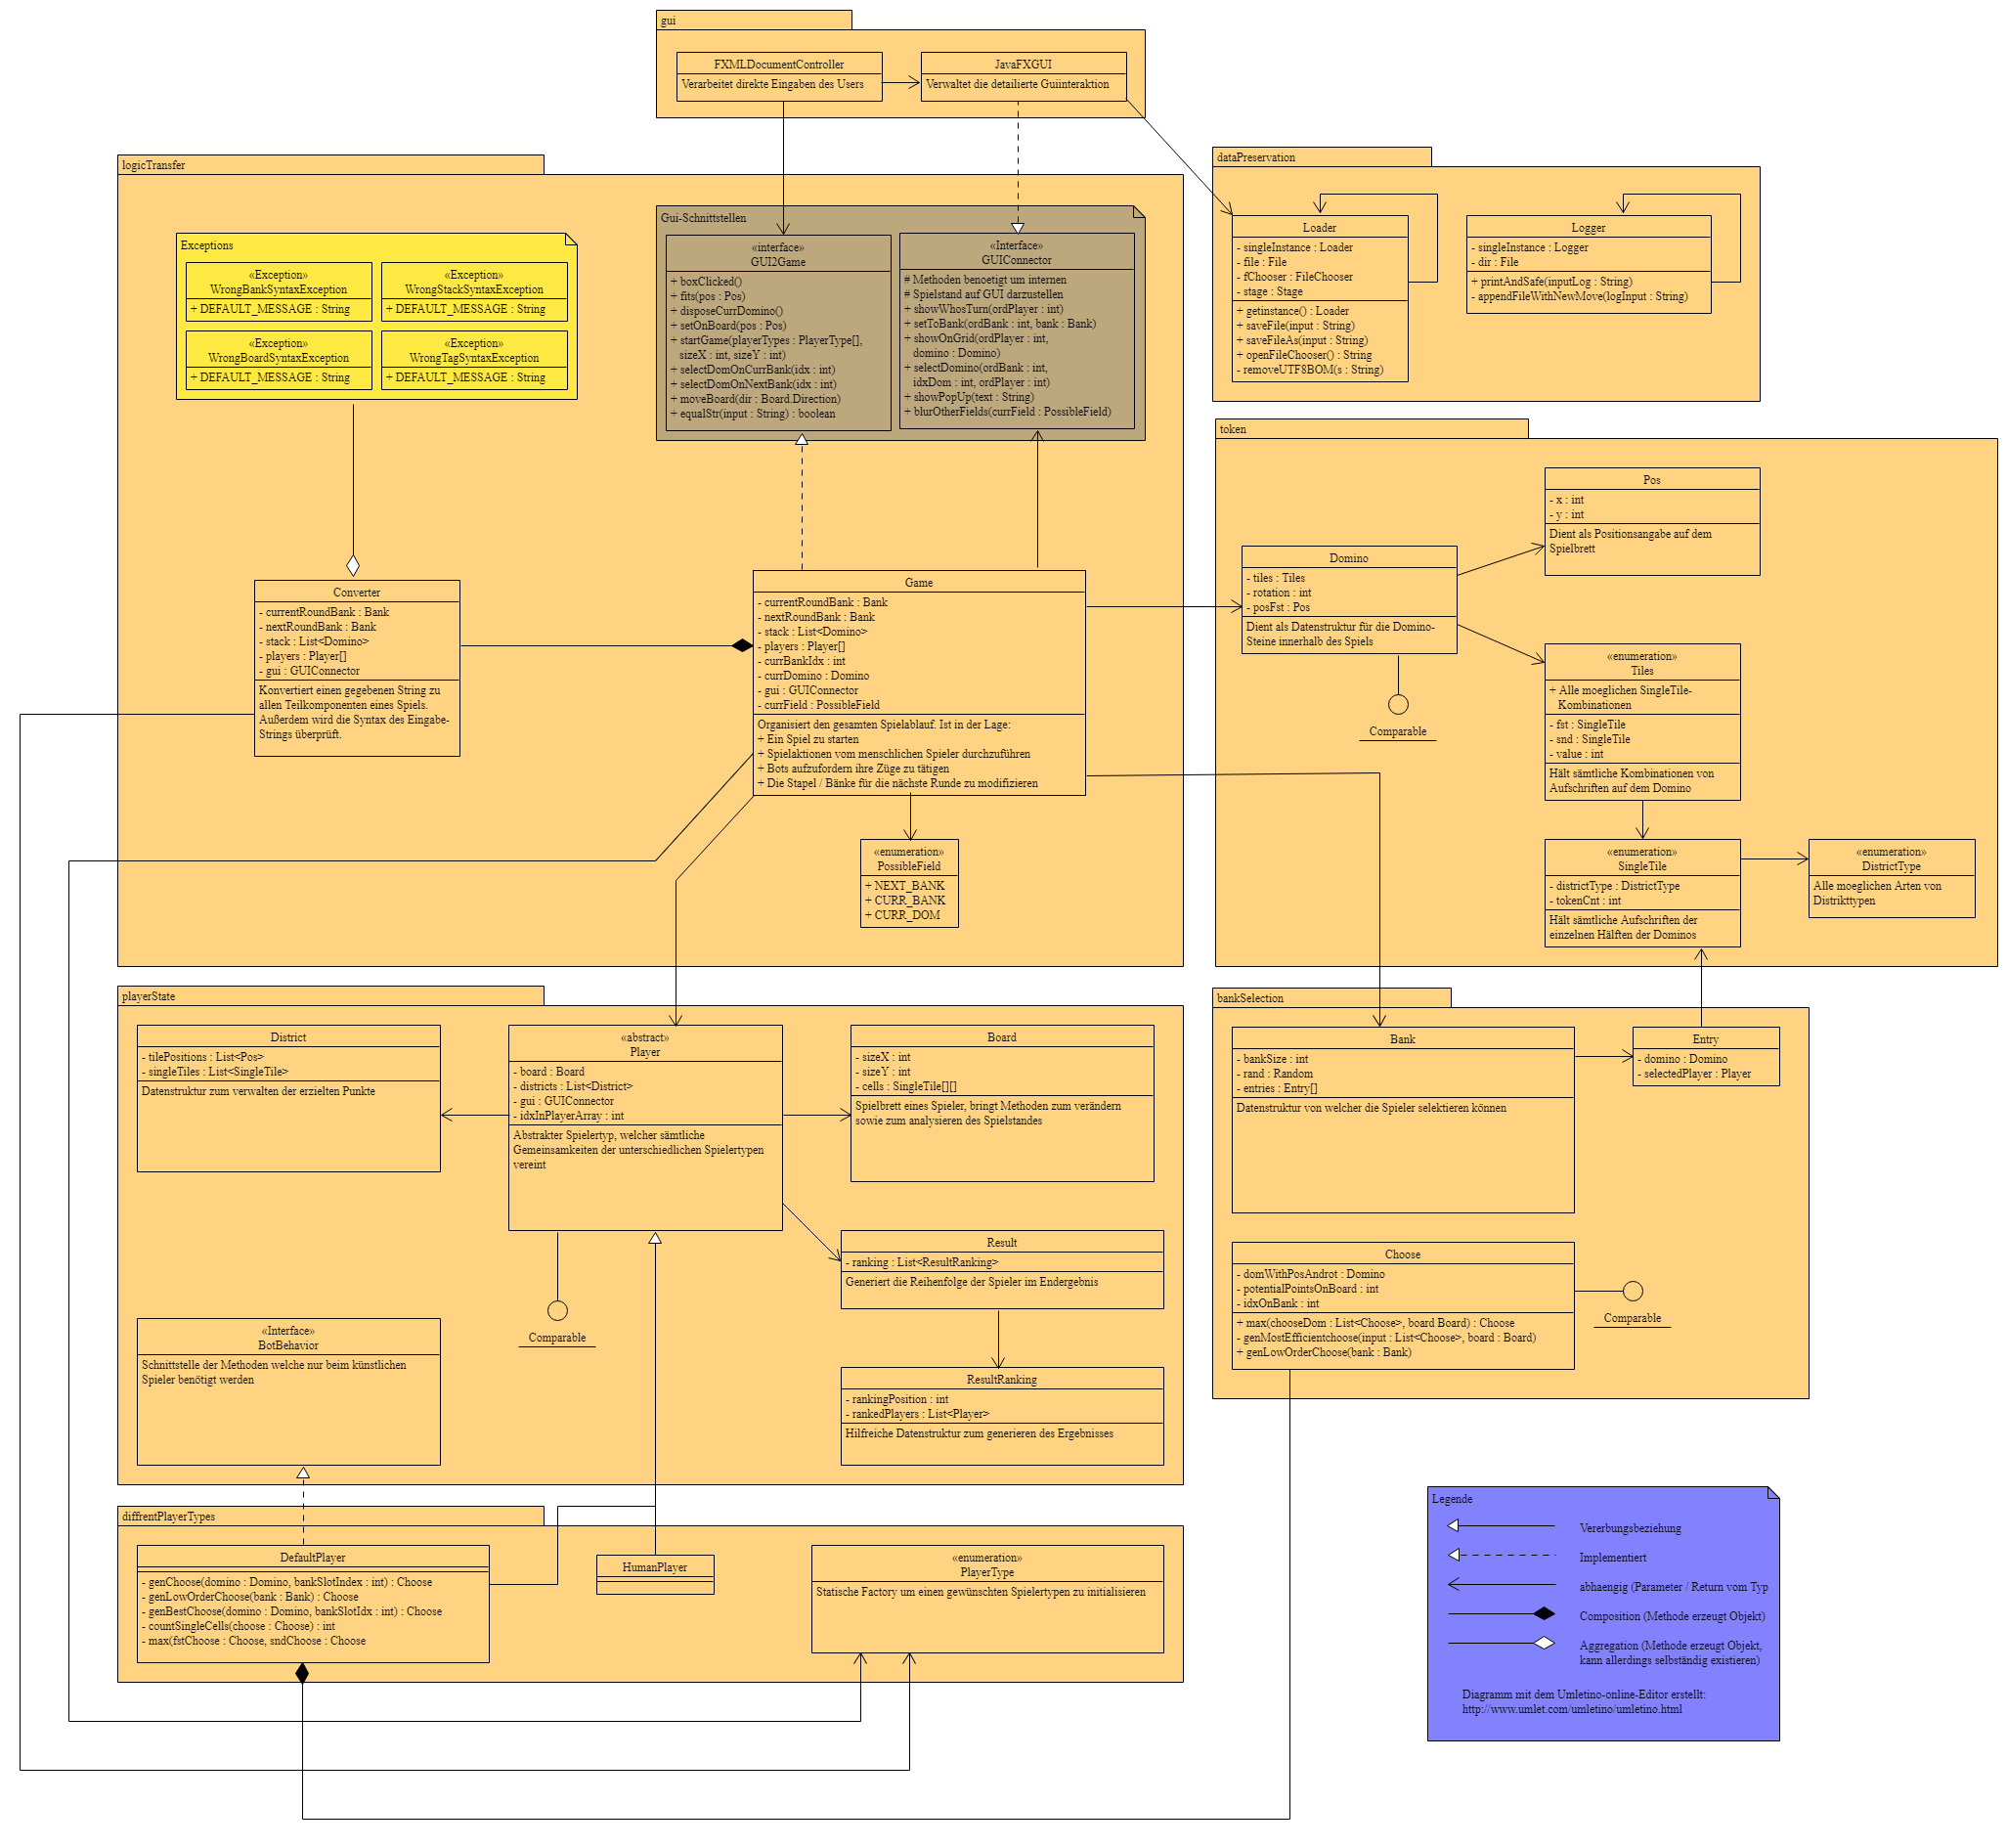 gui
FXMLDocumentController
Verarbeitet direkte Eingaben des Users
JavaFXGUI
Verwaltet die detailierte Guiinteraktion
logicTransfer
Exceptions
«Exception»
WrongBankSyntaxException
+ DEFAULT_MESSAGE : String
«Exception»
WrongStackSyntaxException
+ DEFAULT_MESSAGE : String
«Exception»
WrongBoardSyntaxException
+ DEFAULT_MESSAGE : String
«Exception»
WrongTagSyntaxException
+ DEFAULT_MESSAGE : String
Gui-Schnittstellen
«interface»
GUI2Game
+ boxClicked()
+ fits(pos : Pos)
+ disposeCurrDomino()
+ setOnBoard(pos : Pos)
+ startGame(playerTypes : PlayerType[],
sizeX : int, sizeY : int)
+ selectDomOnCurrBank(idx : int)
+ selectDomOnNextBank(idx : int)
+ moveBoard(dir : Board.Direction)
+ equalStr(input : String) : boolean
«Interface»
GUIConnector
# Methoden benoetigt um internen
# Spielstand auf GUI darzustellen
+ showWhosTurn(ordPlayer : int)
+ setToBank(ordBank : int, bank : Bank)
+ showOnGrid(ordPlayer : int,
domino : Domino)
+ selectDomino(ordBank : int,
idxDom : int, ordPlayer : int)
+ showPopUp(text : String)
+ blurOtherFields(currField : PossibleField)
Converter
- currentRoundBank : Bank
- nextRoundBank : Bank
- stack : List<Domino>
- players : Player[]
- gui : GUIConnector
Konvertiert einen gegebenen String zu
allen Teilkomponenten eines Spiels.
Außerdem wird die Syntax des Eingabe-
Strings überprüft.
Game
- currentRoundBank : Bank
- nextRoundBank : Bank
- stack : List<Domino>
- players : Player[]
- currBankIdx : int
- currDomino : Domino
- gui : GUIConnector
- currField : PossibleField
Organisiert den gesamten Spielablauf. Ist in der Lage:
+ Ein Spiel zu starten
+ Spielaktionen vom menschlichen Spieler durchzuführen
+ Bots aufzufordern ihre Züge zu tätigen
+ Die Stapel / Bänke für die nächste Runde zu modifizieren
«enumeration»
PossibleField
+ NEXT_BANK
+ CURR_BANK
+ CURR_DOM
dataPreservation
Loader
- singleInstance : Loader
- file : File
- fChooser : FileChooser
- stage : Stage
+ getinstance() : Loader
+ saveFile(input : String)
+ saveFileAs(input : String)
+ openFileChooser() : String
- removeUTF8BOM(s : String)
Logger
- singleInstance : Logger
- dir : File
+ printAndSafe(inputLog : String)
- appendFileWithNewMove(logInput : String)
token
Pos
- x : int
- y : int
Dient als Positionsangabe auf dem
Spielbrett
Domino
- tiles : Tiles
- rotation : int
- posFst : Pos
Dient als Datenstruktur für die Domino-
Steine innerhalb des Spiels
Comparable
«enumeration»
Tiles
+ Alle moeglichen SingleTile-
Kombinationen
- fst : SingleTile
- snd : SingleTile
- value : int
Hält sämtliche Kombinationen von
Aufschriften auf dem Domino
«enumeration»
SingleTile
- districtType : DistrictType
- tokenCnt : int
Hält sämtliche Aufschriften der
einzelnen Hälften der Dominos
«enumeration»
DistrictType
Alle moeglichen Arten von
Distrikttypen
playerState
District
- tilePositions : List<Pos>
- singleTiles : List<SingleTile>
Datenstruktur zum verwalten der erzielten Punkte
«abstract»
Player
- board : Board
- districts : List<District>
- gui : GUIConnector
- idxInPlayerArray : int
Abstrakter Spielertyp, welcher sämtliche
Gemeinsamkeiten der unterschiedlichen Spielertypen
vereint
Comparable
Board
- sizeX : int
- sizeY : int
- cells : SingleTile[][]
Spielbrett eines Spieler, bringt Methoden zum verändern
sowie zum analysieren des Spielstandes
Result
- ranking : List<ResultRanking>
Generiert die Reihenfolge der Spieler im Endergebnis
ResultRanking
- rankingPosition : int
- rankedPlayers : List<Player>
Hilfreiche Datenstruktur zum generieren des Ergebnisses
«Interface»
BotBehavior
Schnittstelle der Methoden welche nur beim künstlichen
Spieler benötigt werden
bankSelection
Bank
- bankSize : int
- rand : Random
- entries : Entry[]
Datenstruktur von welcher die Spieler selektieren können
Entry
- domino : Domino
- selectedPlayer : Player
Choose
- domWithPosAndrot : Domino
- potentialPointsOnBoard : int
- idxOnBank : int
+ max(chooseDom : List<Choose>, board Board) : Choose
- genMostEfficientchoose(input : List<Choose>, board : Board)
+ genLowOrderChoose(bank : Bank)
Comparable
diffrentPlayerTypes
DefaultPlayer
- genChoose(domino : Domino, bankSlotIndex : int) : Choose
- genLowOrderChoose(bank : Bank) : Choose
- genBestChoose(domino : Domino, bankSlotIdx : int) : Choose
- countSingleCells(choose : Choose) : int
- max(fstChoose : Choose, sndChoose : Choose
HumanPlayer
«enumeration»
PlayerType
Statische Factory um einen gewünschten Spielertypen zu initialisieren
Legende
Vererbungsbeziehung
Implementiert
abhaengig (Parameter / Return vom Typ
Composition (Methode erzeugt Objekt)
Aggregation (Methode erzeugt Objekt,
kann allerdings selbständig existieren)
Diagramm mit dem Umletino-online-Editor erstellt:
http://www.umlet.com/umletino/umletino.html